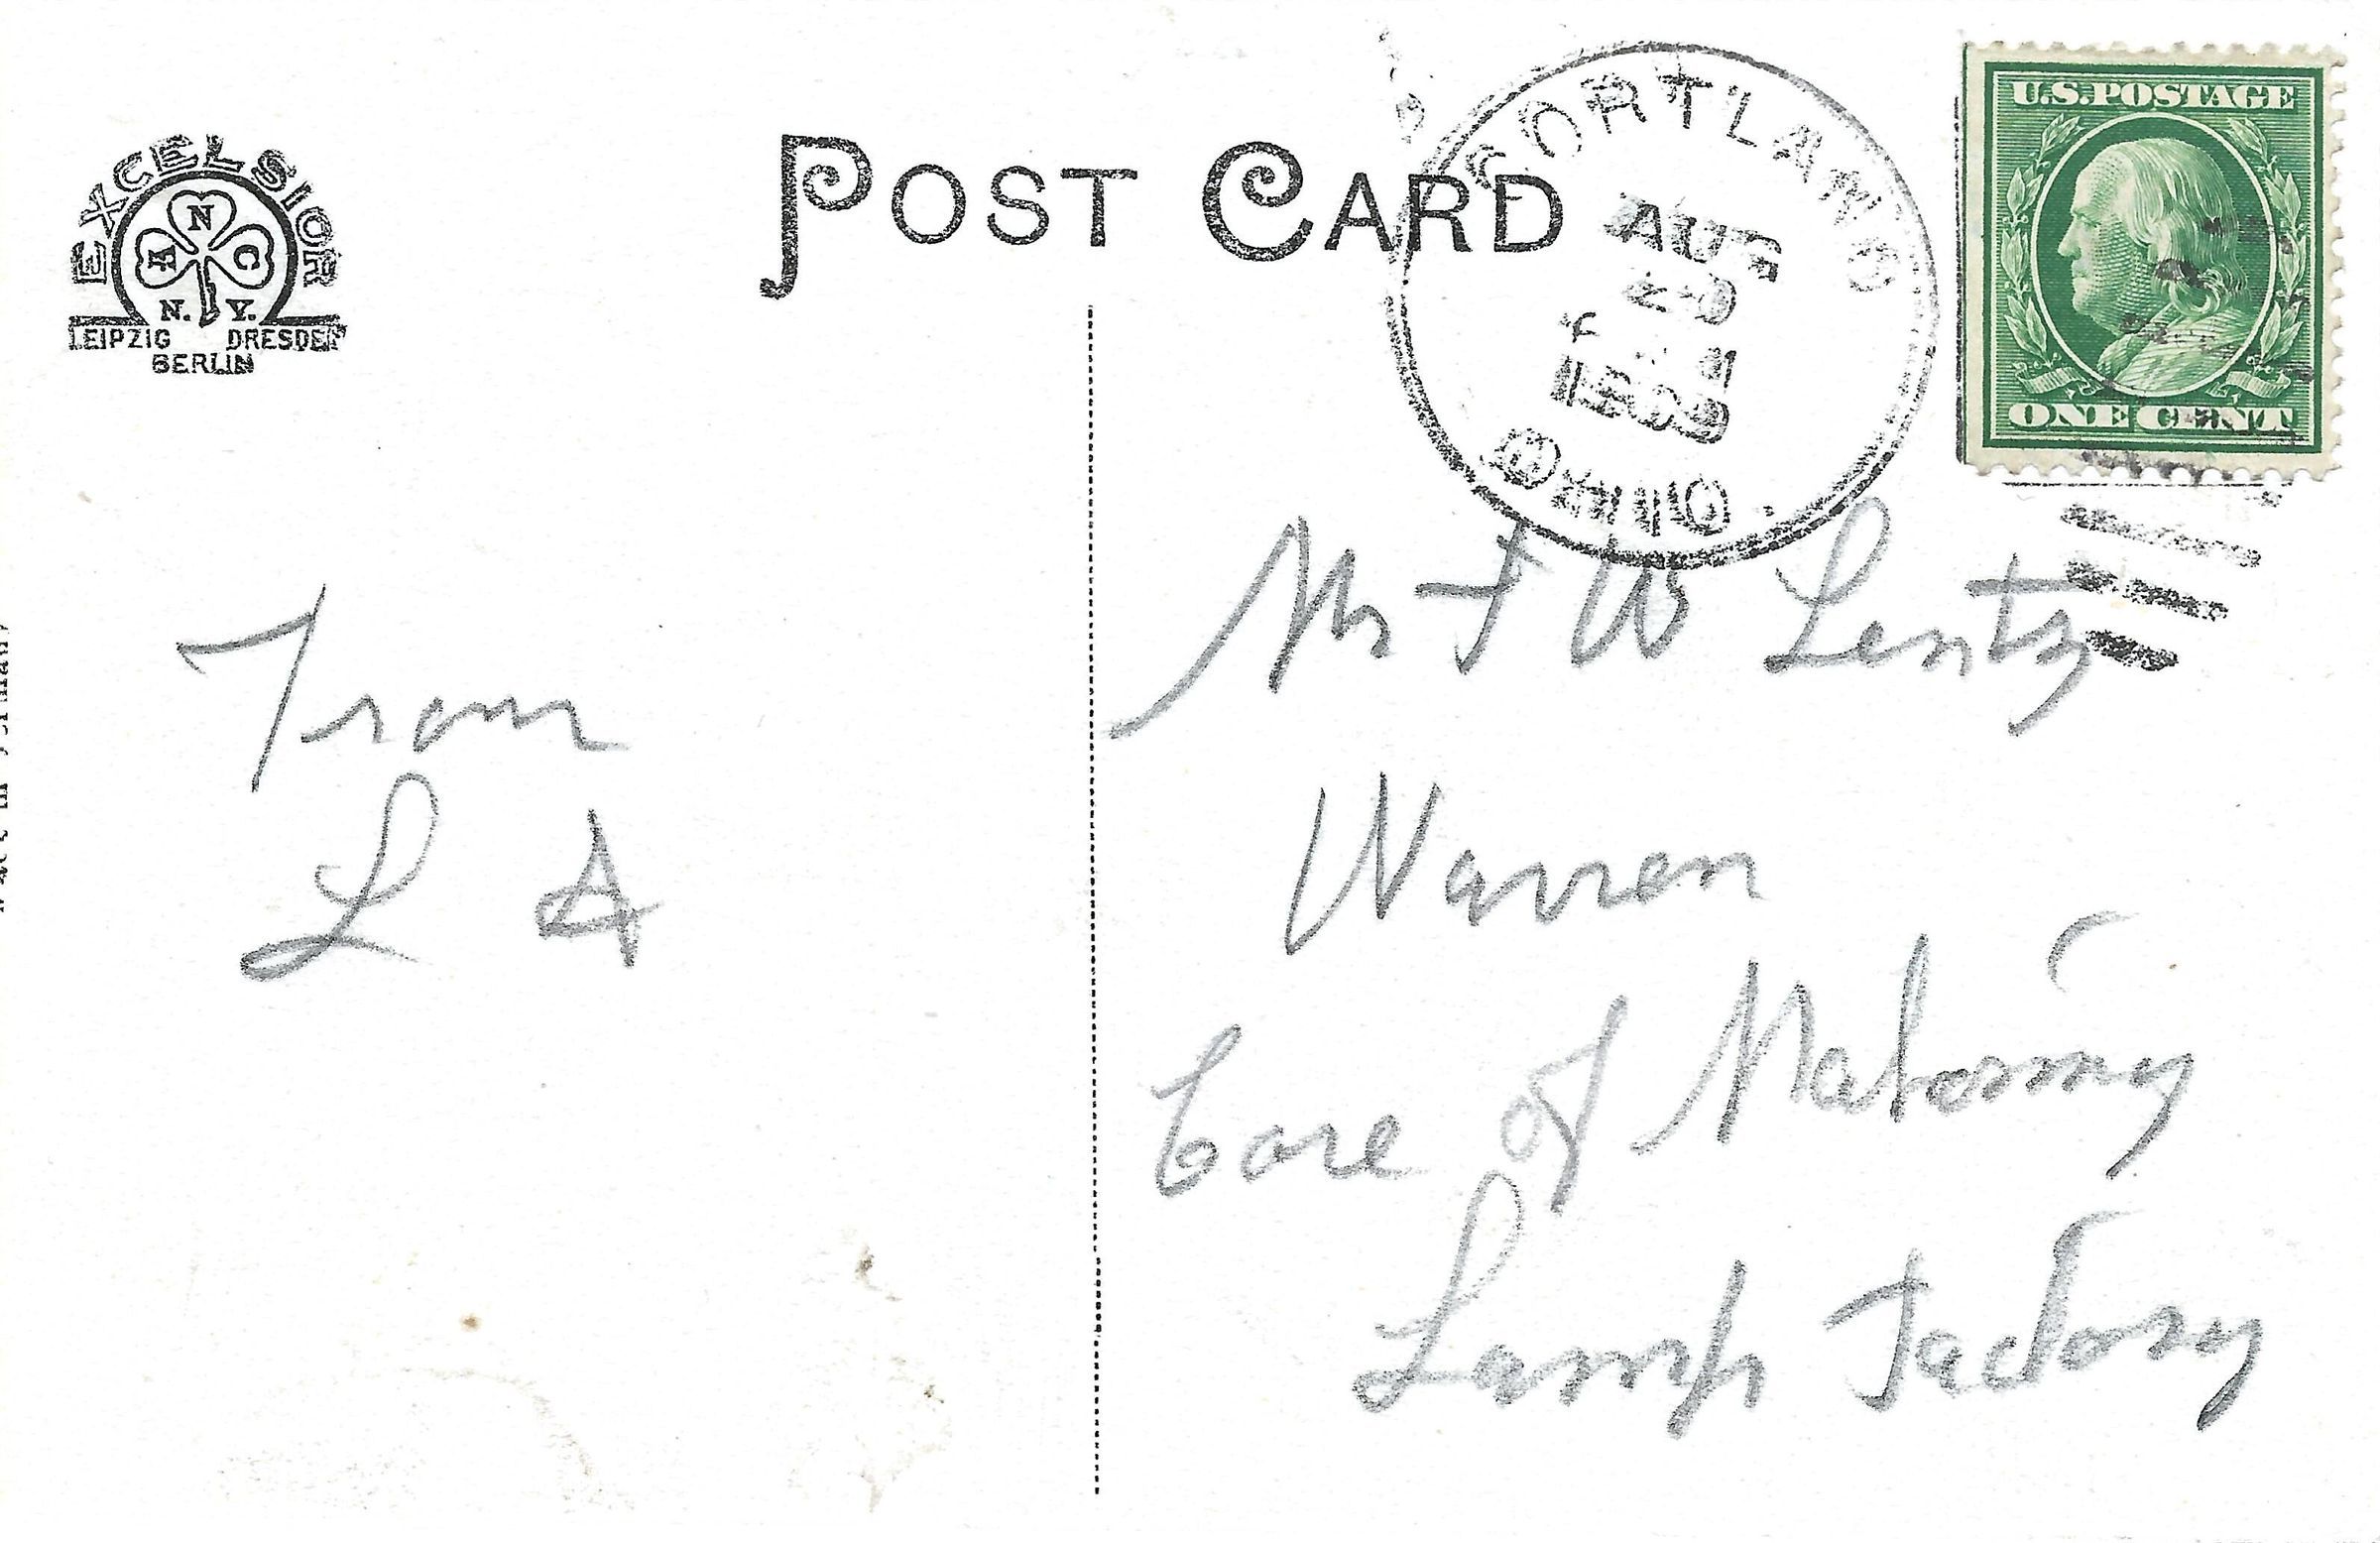 EXCELSIOR
A N C
N. Y.
LEIPZIG DRESDEN
BERLIN
POST CARD
CORTLAND
AUG
1909
OHIO
U.S. POSTAGE
ONE CENT
From
L A
Mr F W Lentz
Warren
Care of Mahoning
Lamp Factory